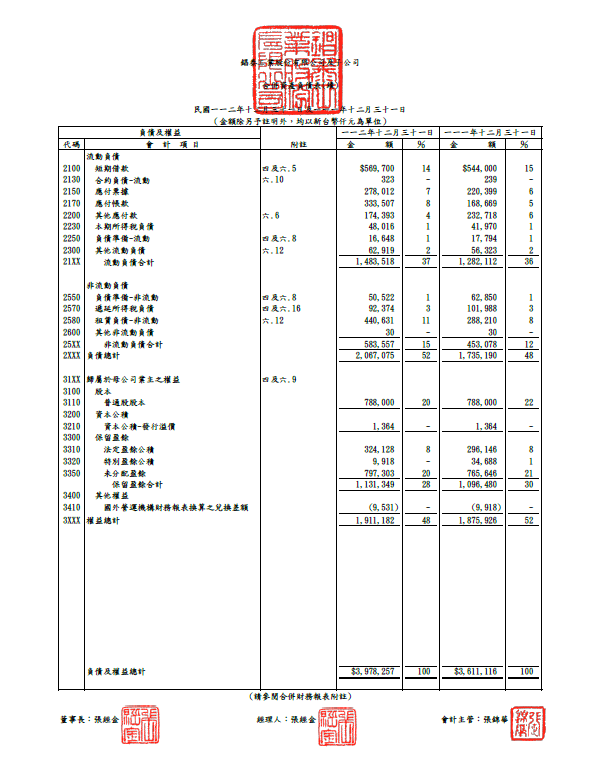 鍇泰工業股份有限公司及子公司
合併資產負債表(續)
民國一一二年十二月三十一日及一一一年十二月三十一日
(金額除另予註明外,均以新台幣仟元為單位)
負債及權益 一一二年十二月三十一日 一一一年十二月三十一日
代碼 會計項目 附註 金額 % 金額 %
流動負債
2100 短期借款 四及六.5 $569,700 14 $544,000 15
2130 合約負債-流動 六.10 323 - 239 -
2150 應付票據 278,012 7 220,399 6
2170 應付帳款 333,507 8 168,669 5
2200 其他應付款 六.6 174,393 4 232,718 6
2230 本期所得稅負債 48,016 1 41,970 1
2250 負債準備-流動 四及六.8 16,648 1 17,794 1
2300 其他流動負債 六.12 62,919 2 56,323 2
21XX 流動負債合計 1,483,518 37 1,282,112 36
非流動負債
2550 負債準備-非流動 四及六.8 50,522 1 62,850 1
2570 遞延所得稅負債 四及六.16 92,374 3 101,988 3
2580 租賃負債-非流動 六.12 440,631 11 288,210 8
2600 其他非流動負債 30 - 30 -
25XX 非流動負債合計 583,557 15 453,078 12
2XXX 負債總計 2,067,075 52 1,735,190 48
31XX 歸屬於母公司業主之權益 四及六.9
3100 股本
3110 普通股股本 788,000 20 788,000 22
3200 資本公積
3210 資本公積-發行溢價 1,364 - 1,364 -
3300 保留盈餘
3310 法定盈餘公積 324,128 8 296,146 8
3320 特別盈餘公積 9,918 - 34,688 1
3350 未分配盈餘 797,303 20 765,646 21
保留盈餘合計 1,131,349 28 1,096,480 30
3400 其他權益
3410 國外營運機構財務報表換算之兌換差額 (9,531) - (9,918) -
3XXX 權益總計 1,911,182 48 1,875,926 52
負債及權益總計 $3,978,257 100 $3,611,116 100
(請參閱合併財務報表附註)
董事長:張經金 經理人:張經金 會計主管:張錦華